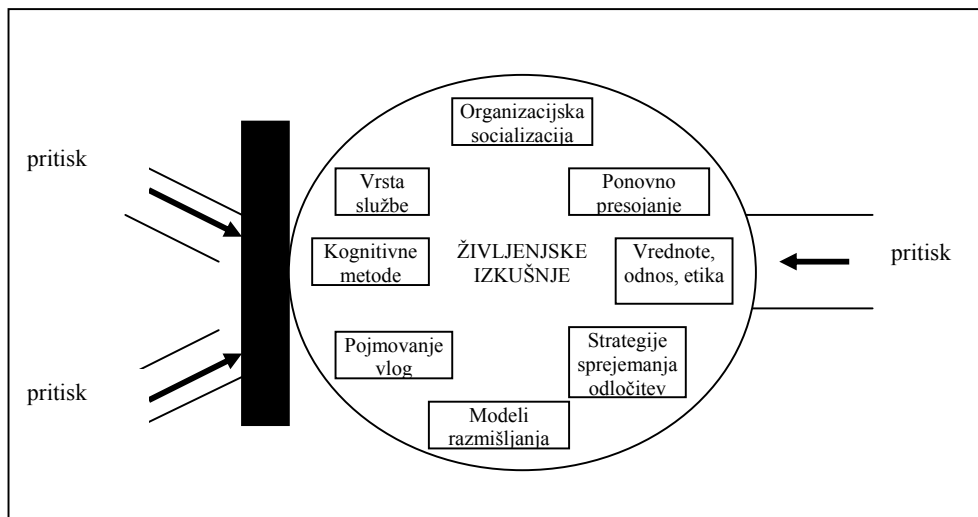 Organizacijska
socializacija
pritisk
Vrsta
službe
Ponovno
presojanje
Kognitivne
metode
ŽIVLJENJSKE
IZKUŠNJE
Vrednote,
odnos, etika
pritisk
Pojmovanje
vlog
Strategije
sprejemanja
odločitev
pritisk
Modeli
razmišljanja